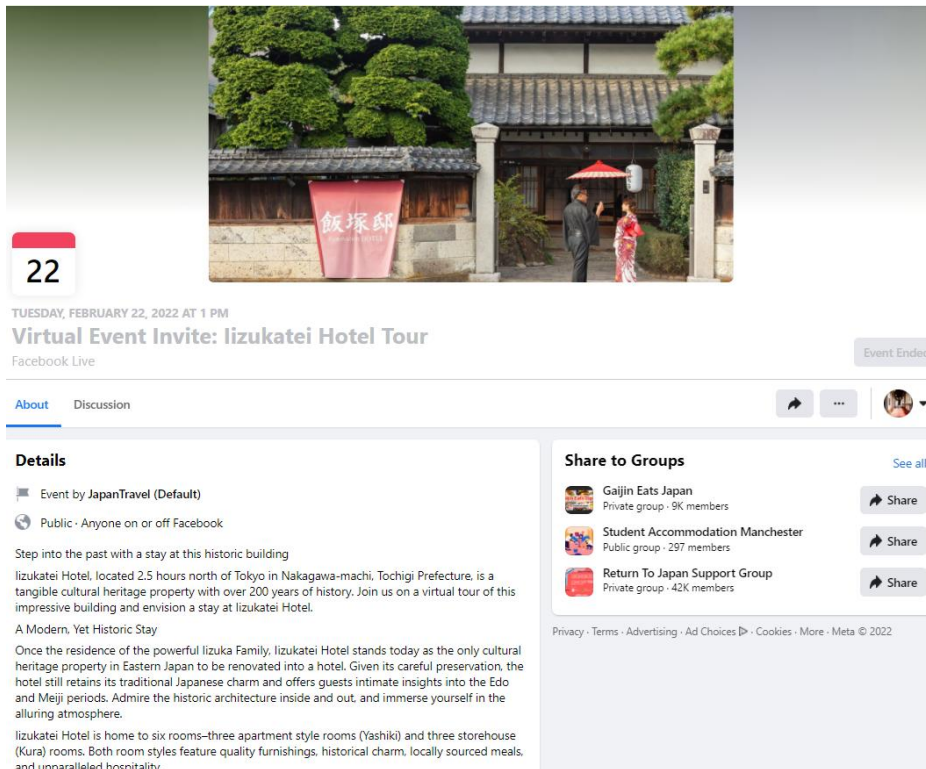 飯塚邸
22
TUESDAY, FEBRUARY 22, 2022 AT 1 PM
Virtual Event Invite: Iizukatei Hotel Tour
Facebook Live
Event Ended
About
Discussion
Details
Event by JapanTravel (Default)
Public · Anyone on or off Facebook
Step into the past with a stay at this historic building
Iizukatei Hotel, located 2.5 hours north of Tokyo in Nakagawa-machi, Tochigi Prefecture, is a
tangible cultural heritage property with over 200 years of history. Join us on a virtual tour of this
impressive building and envision a stay at Iizukatei Hotel.
A Modern, Yet Historic Stay
Once the residence of the powerful Iizuka Family, Iizukatei Hotel stands today as the only cultural
heritage property in Eastern Japan to be renovated into a hotel. Given its careful preservation, the
hotel still retains its traditional Japanese charm and offers guests intimate insights into the Edo
and Meiji periods. Admire the historic architecture inside and out, and immerse yourself in the
alluring atmosphere.
Iizukatei Hotel is home to six rooms–three apartment style rooms (Yashiki) and three storehouse
(Kura) rooms. Both room styles feature quality furnishings, historical charm, locally sourced meals,
and unparalleled hospitality.
Share to Groups
See all
Gaijin Eats Japan
Private group · 9K members
Share
Student Accommodation Manchester
Public group · 297 members
Share
Return To Japan Support Group
Private group · 42K members
Share
Privacy · Terms · Advertising · Ad Choices · Cookies · More · Meta © 2022